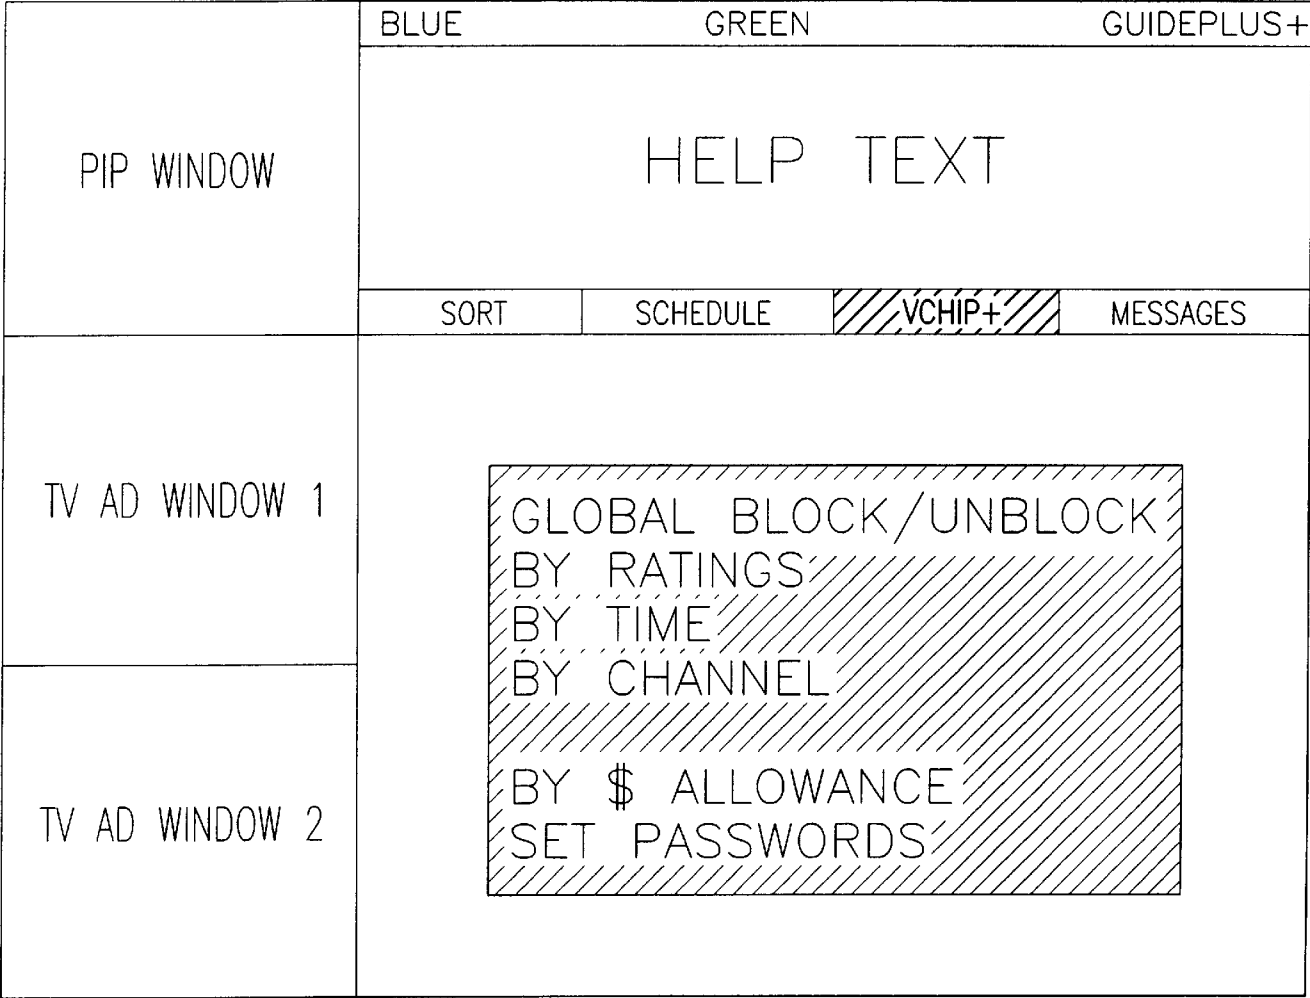 BLUE GREEN GUIDEPLUS+
PIP WINDOW
HELP TEXT
SORT SCHEDULE VCHIP+ MESSAGES
TV AD WINDOW 1
GLOBAL BLOCK/UNBLOCK
BY RATINGS
BY TIME
BY CHANNEL
BY $ ALLOWANCE
SET PASSWORDS
TV AD WINDOW 2